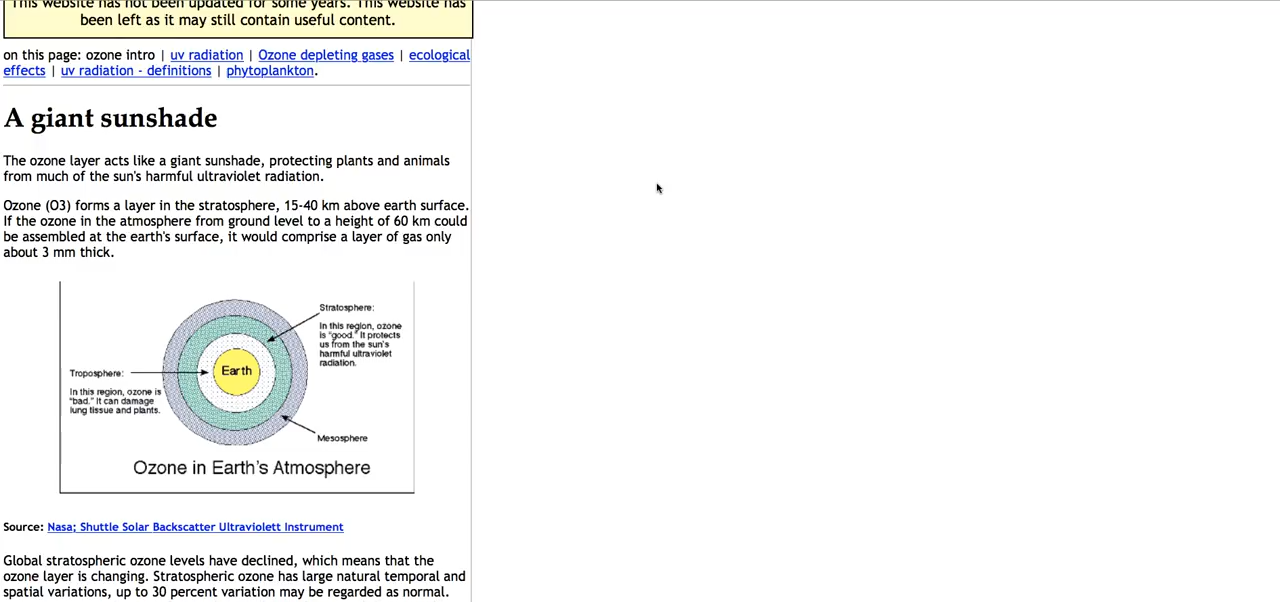 This website has not been updated for some years. This website has
been left as it may still contain useful content.
on this page: ozone intro | uv radiation | Ozone depleting gases | ecological
effects | uv radiation - definitions | phytoplankton.
A giant sunshade
The ozone layer acts like a giant sunshade, protecting plants and animals
from much of the sun's harmful ultraviolet radiation.
Ozone (O3) forms a layer in the stratosphere, 15-40 km above earth surface.
If the ozone in the atmosphere from ground level to a height of 60 km could
be assembled at the earth's surface, it would comprise a layer of gas only
about 3 mm thick.
Stratosphere:
In this region, ozone
is "good." It protects
us from the sun's
harmful ultraviolet
radiation.
Earth
Troposphere:
In this region, ozone is
"bad." It can damage
lung tissue and plants.
Mesosphere
Ozone in Earth's Atmosphere
Source: Nasa; Shuttle Solar Backscatter Ultraviolett Instrument
Global stratospheric ozone levels have declined, which means that the
ozone layer is changing. Stratospheric ozone has large natural temporal and
spatial variations, up to 30 percent variation may be regarded as normal.